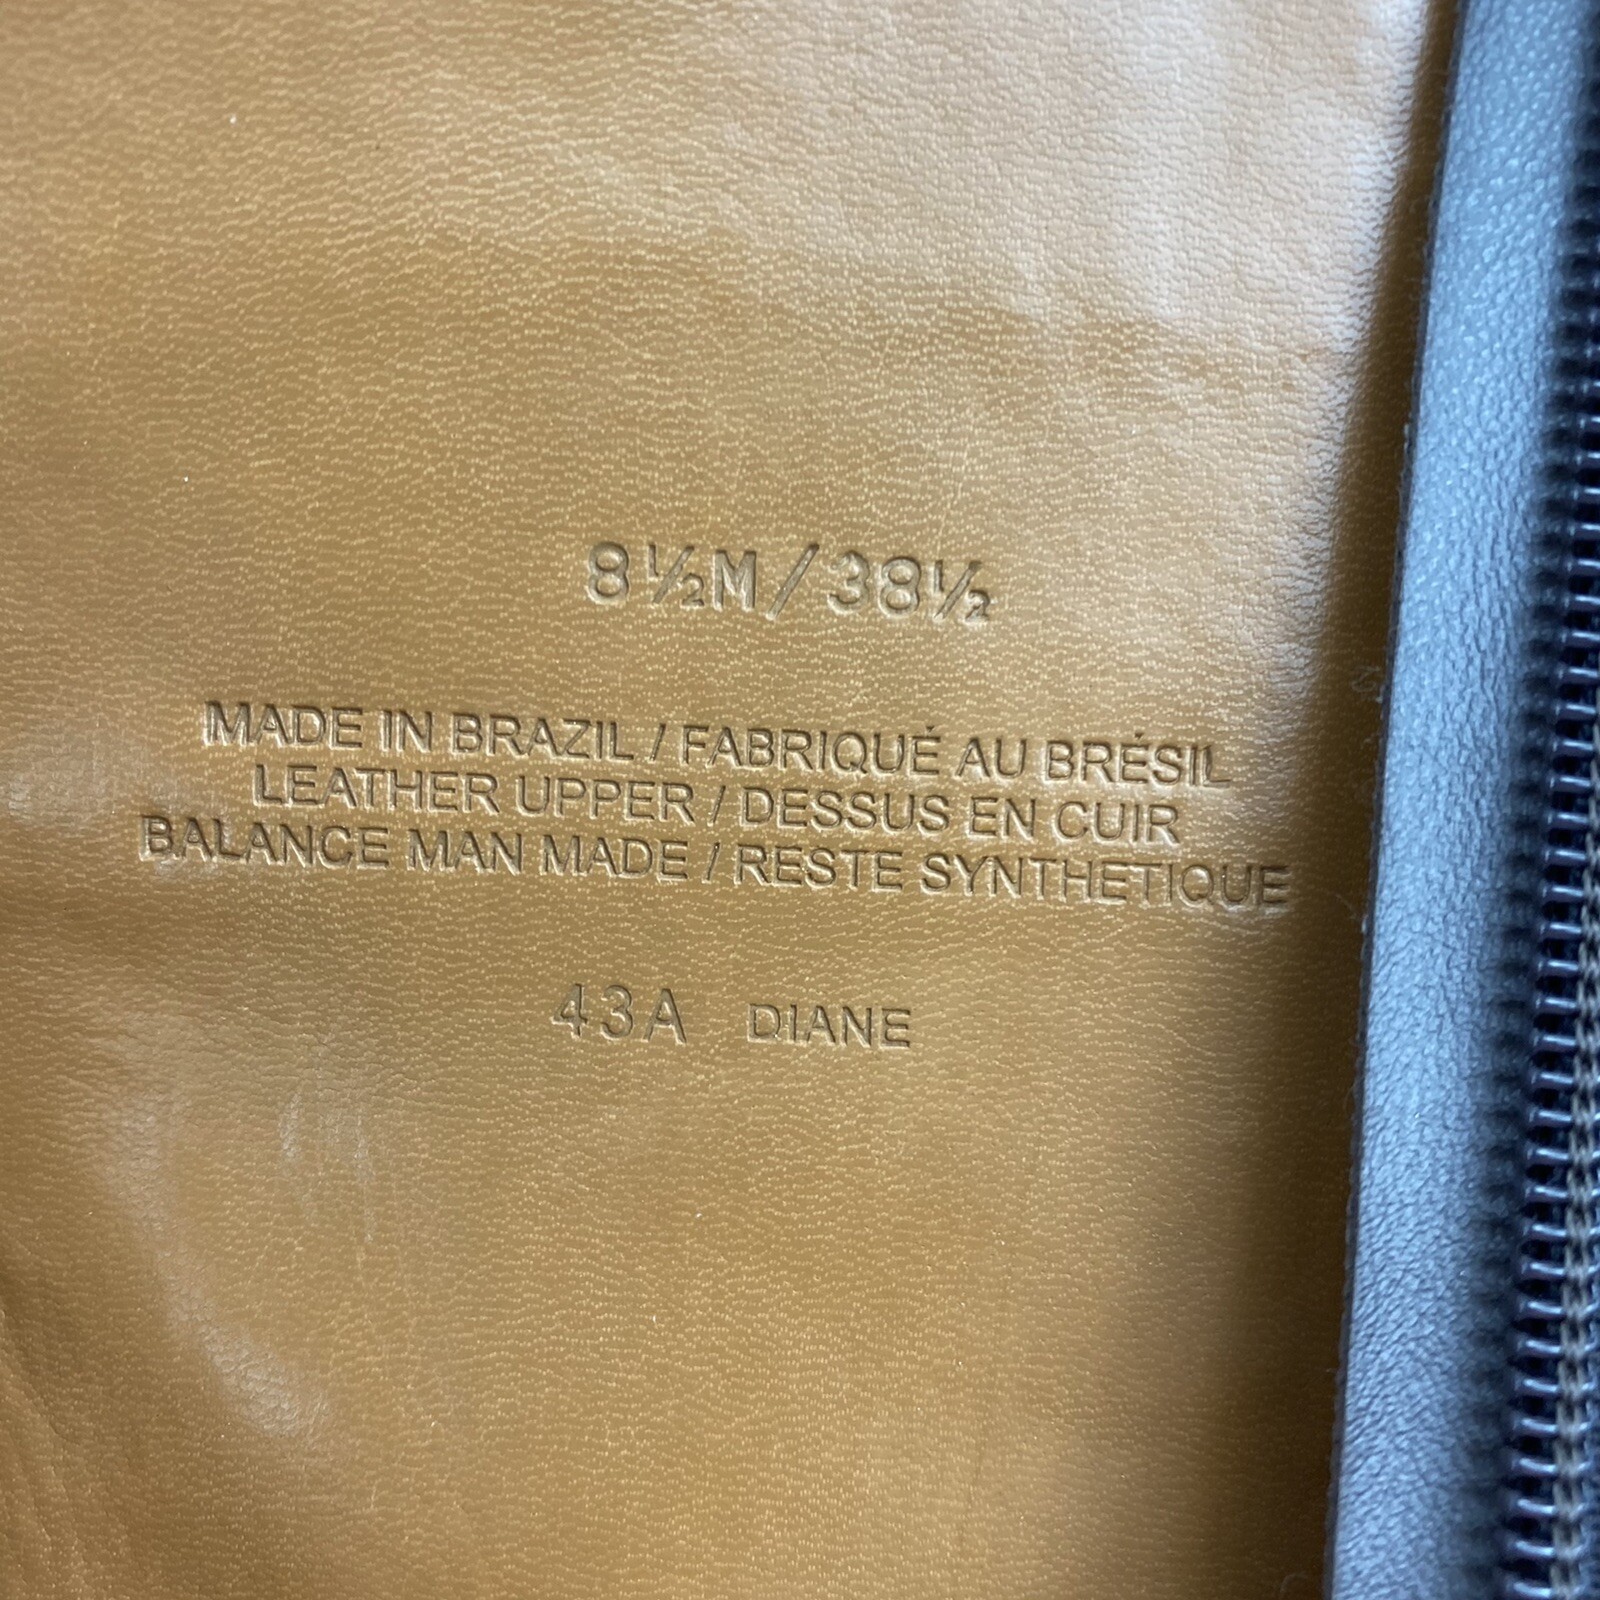 8½M/38½
MADE IN BRAZIL / FABRIQUÉ AU BRÉSIL
LEATHER UPPER / DESSUS EN CUIR
BALANCE MAN MADE / RESTE SYNTHETIQUE
43A DIANE